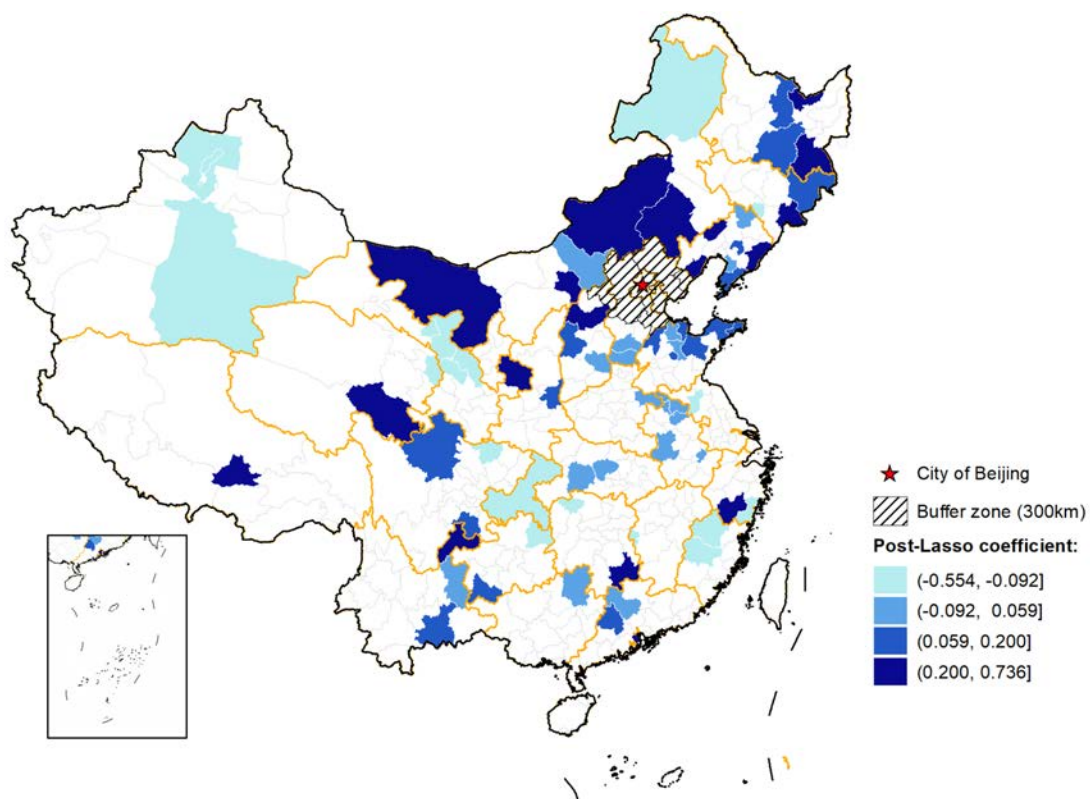 City of Beijing
Buffer zone (300km)
Post-Lasso coefficient:
(-0.554, -0.092]
(-0.092, 0.059]
(0.059, 0.200]
(0.200, 0.736]